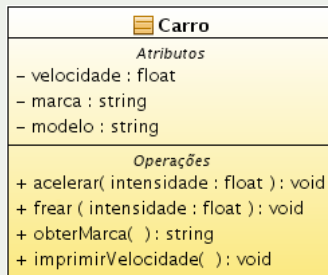 Carro
Atributos
– velocidade : float
– marca : string
– modelo : string
Operações
+ acelerar( intensidade : float ) : void
+ frear ( intensidade : float ) : void
+ obterMarca( ) : string
+ imprimirVelocidade( ) : void